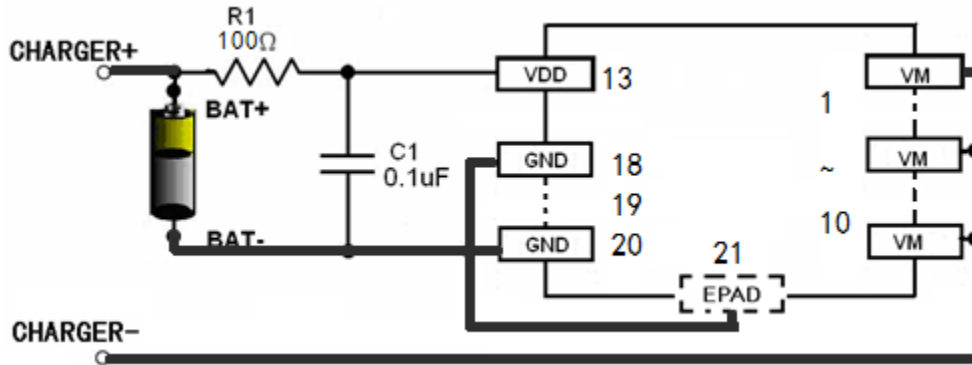 R1
100Ω
CHARGER+
BAT+
VDD
13
VM
1
C1
0.1uF
GND
18
VM
~
19
BAT-
GND
20
VM
10
21
EPAD
CHARGER-